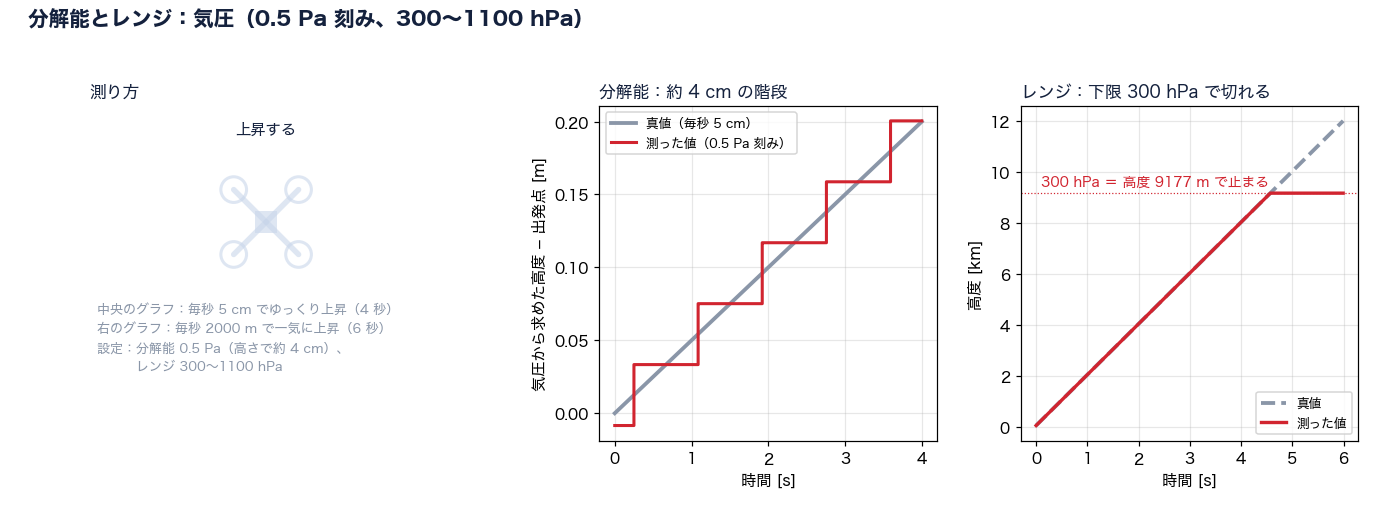 分解能とレンジ：気圧（0.5 Pa 刻み、300〜1100 hPa）
測り方
上昇する
中央のグラフ：毎秒 5 cm でゆっくり上昇（4 秒）
右のグラフ：毎秒 2000 m で一気に上昇（6 秒）
設定：分解能 0.5 Pa（高さで約 4 cm）、
レンジ 300〜1100 hPa
分解能：約 4 cm の階段
真値（毎秒 5 cm）
測った値（0.5 Pa 刻み）
気圧から求めた高度 − 出発点 [m]
0.20
0.15
0.10
0.05
0.00
0 1 2 3 4
時間 [s]
レンジ：下限 300 hPa で切れる
300 hPa = 高度 9177 m で止まる
高度 [km]
12
10
8
6
4
2
0
真値
測った値
0 1 2 3 4 5 6
時間 [s]